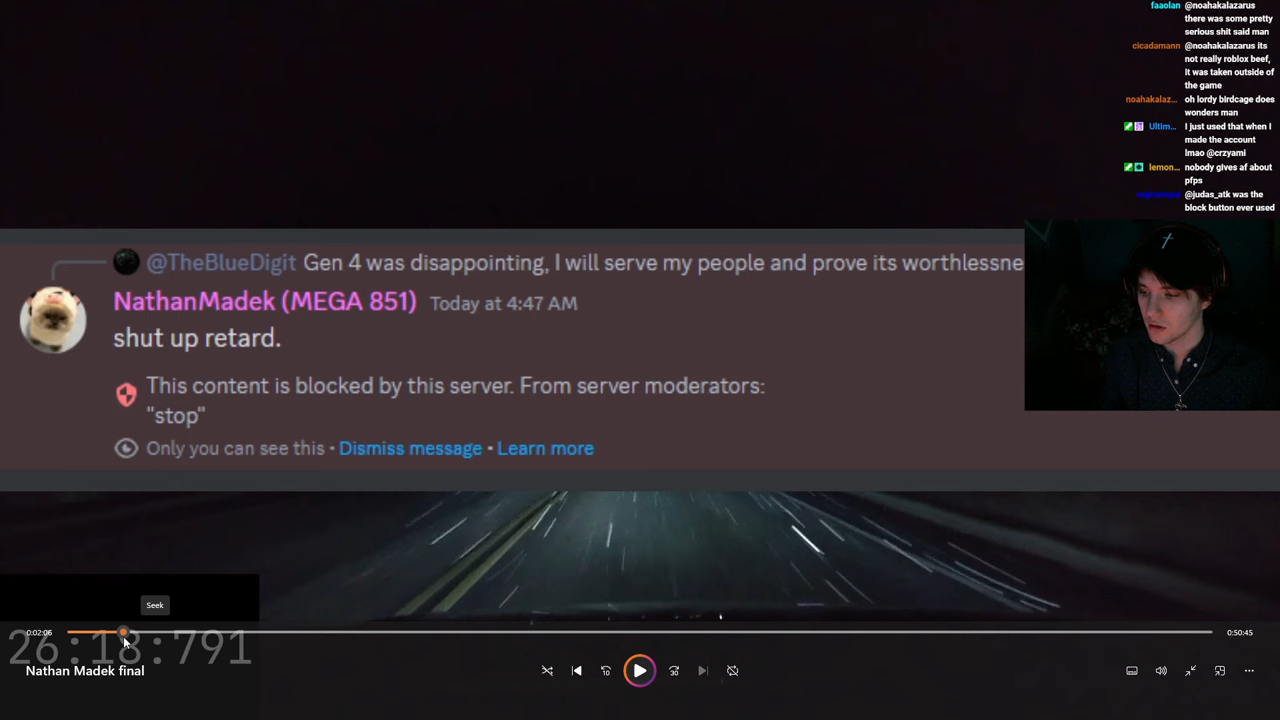 faaolan @noahakalazarus
there was some pretty
serious shit said man
cicadamann @noahakalazarus its
not really roblox beef,
it was taken outside of
the game
noahakalaz... oh lordy birdcage does
wonders man
Ultim... I just used that when I
made the account
lmao @crzyami
lemon... nobody gives af about
pfps
@judas_atk was the
block button ever used
@TheBlueDigit Gen 4 was disappointing, I will serve my people and prove its worthlessne
NathanMadek (MEGA 851) Today at 4:47 AM
shut up retard.
This content is blocked by this server. From server moderators:
"stop"
Only you can see this • Dismiss message • Learn more
Seek
0:02:06
0:50:45
26:18:791
Nathan Madek final
10
30